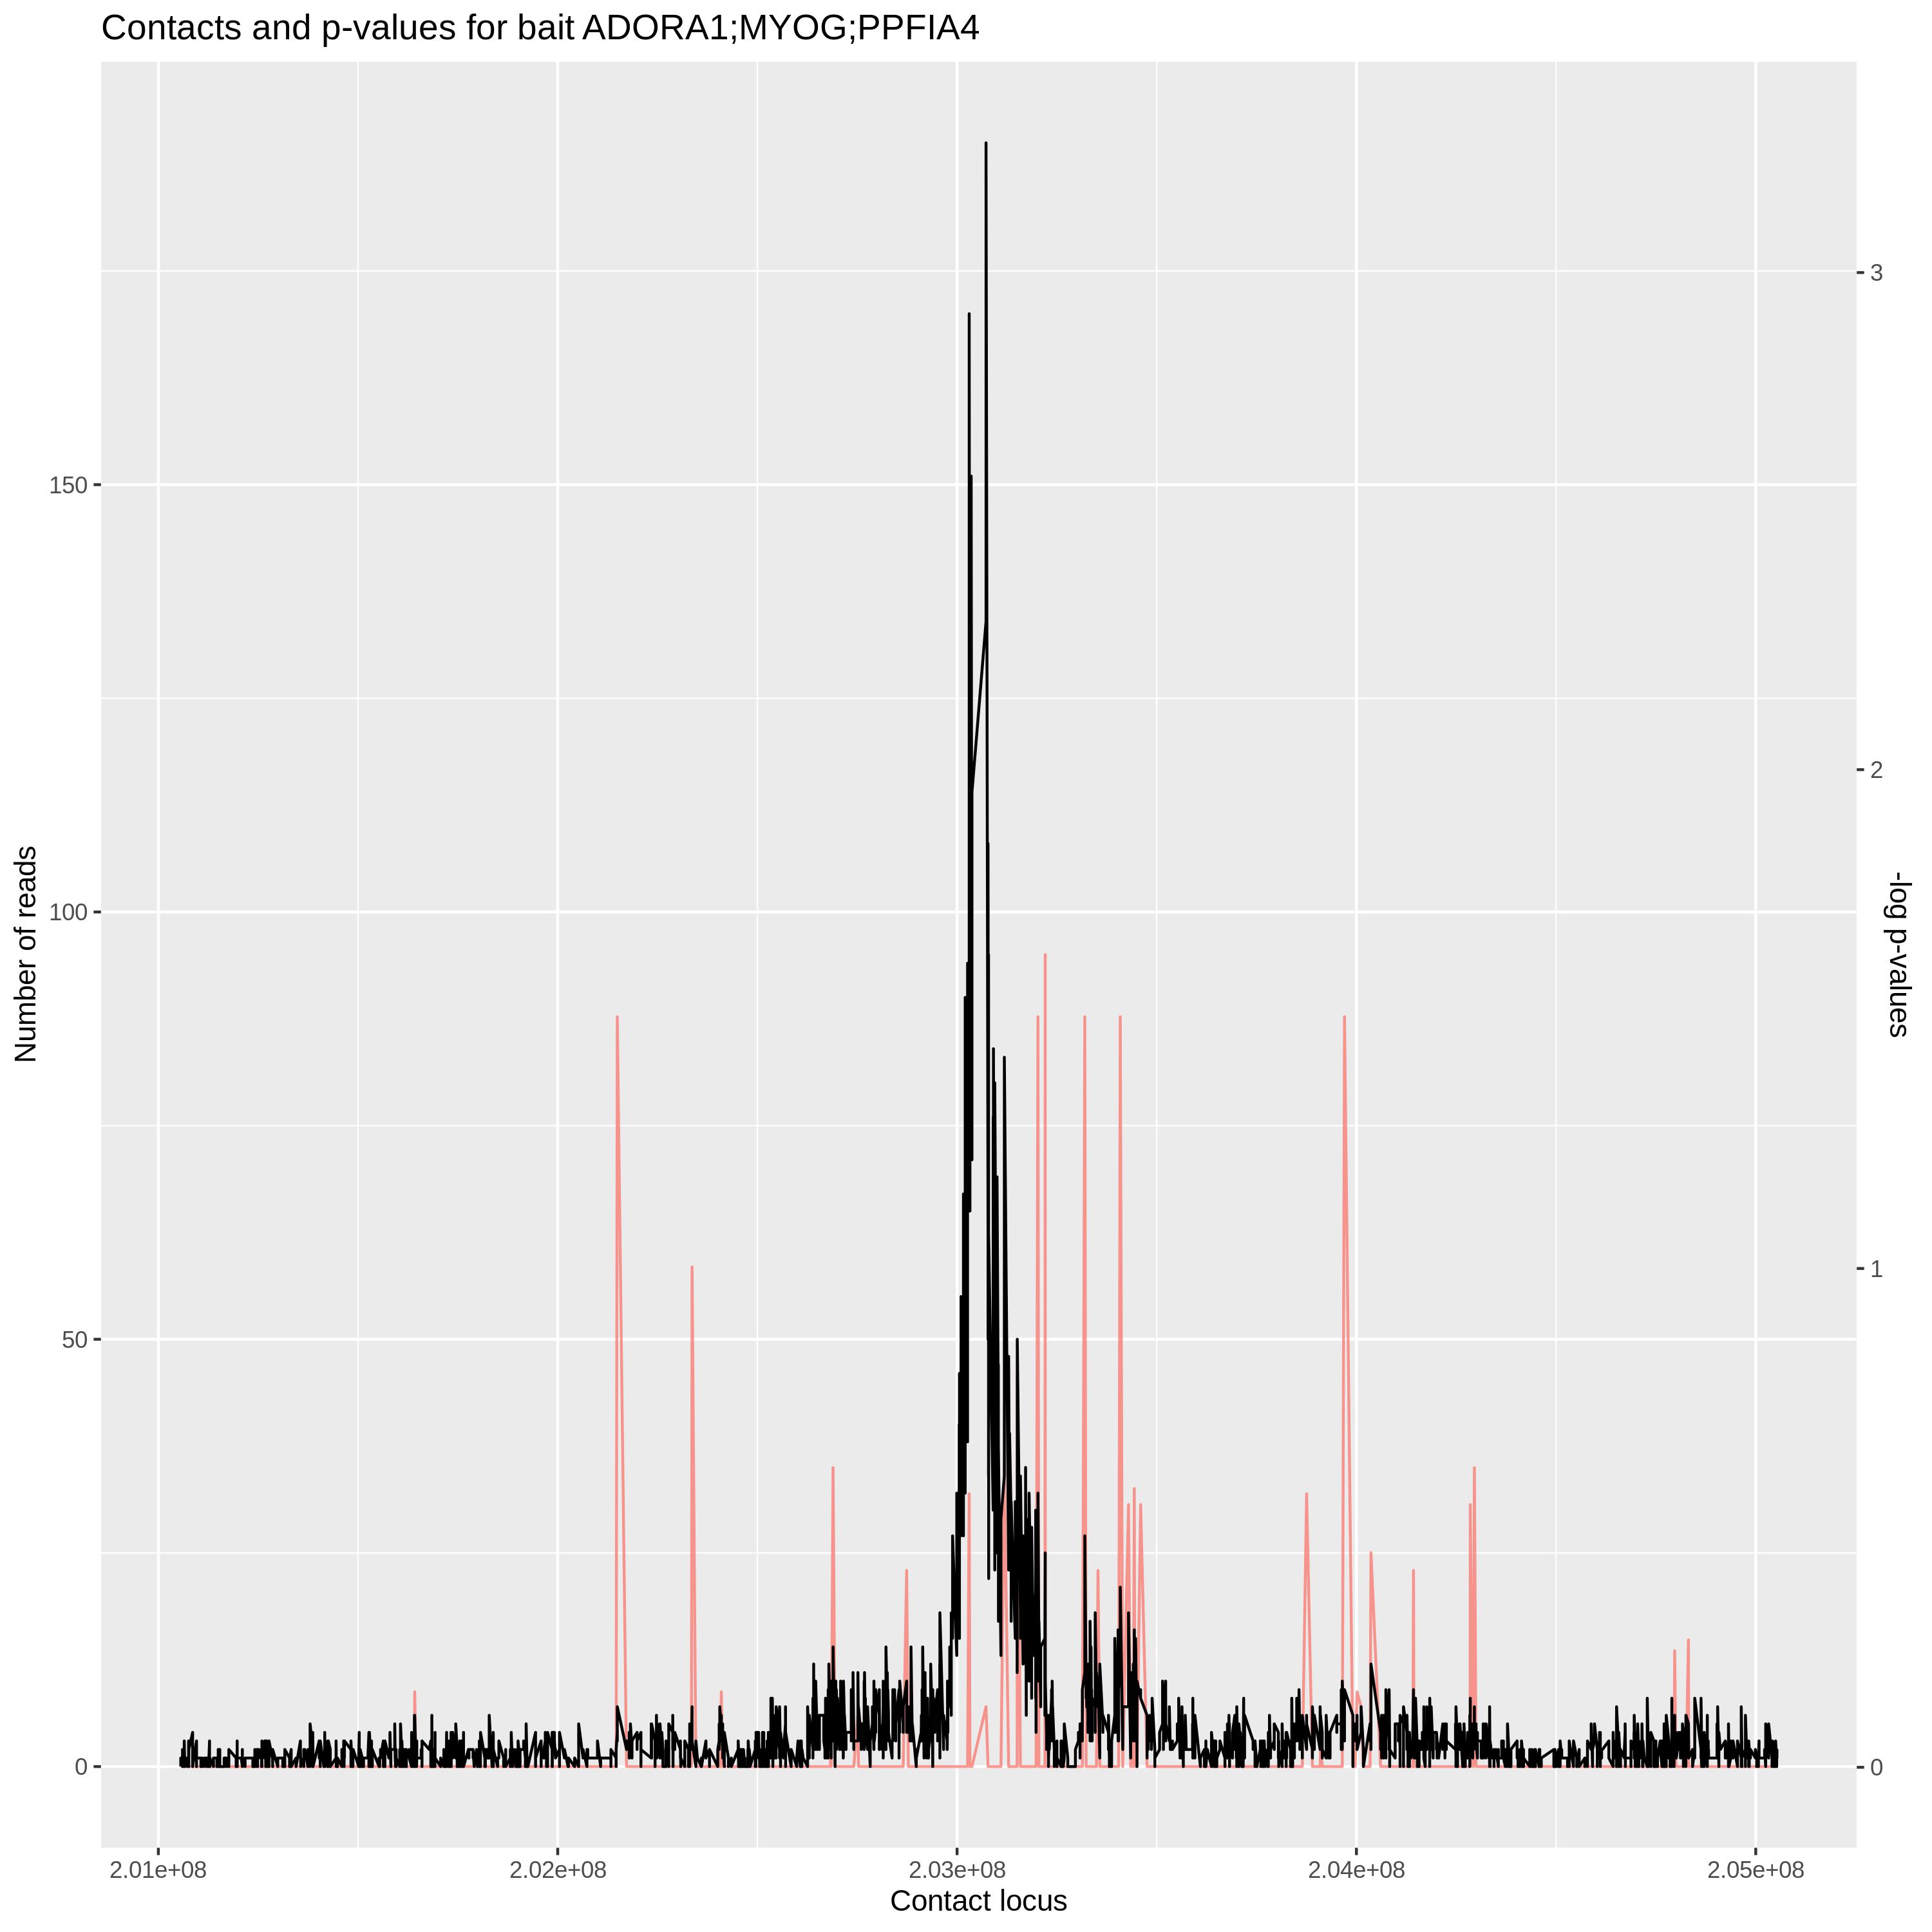 Contacts and p-values for bait ADORA1;MYOG;PPFIA4
150
100
50
0
Number of reads
3
2
1
0
-log p-values
2.01e+08
2.02e+08
2.03e+08
2.04e+08
2.05e+08
Contact locus